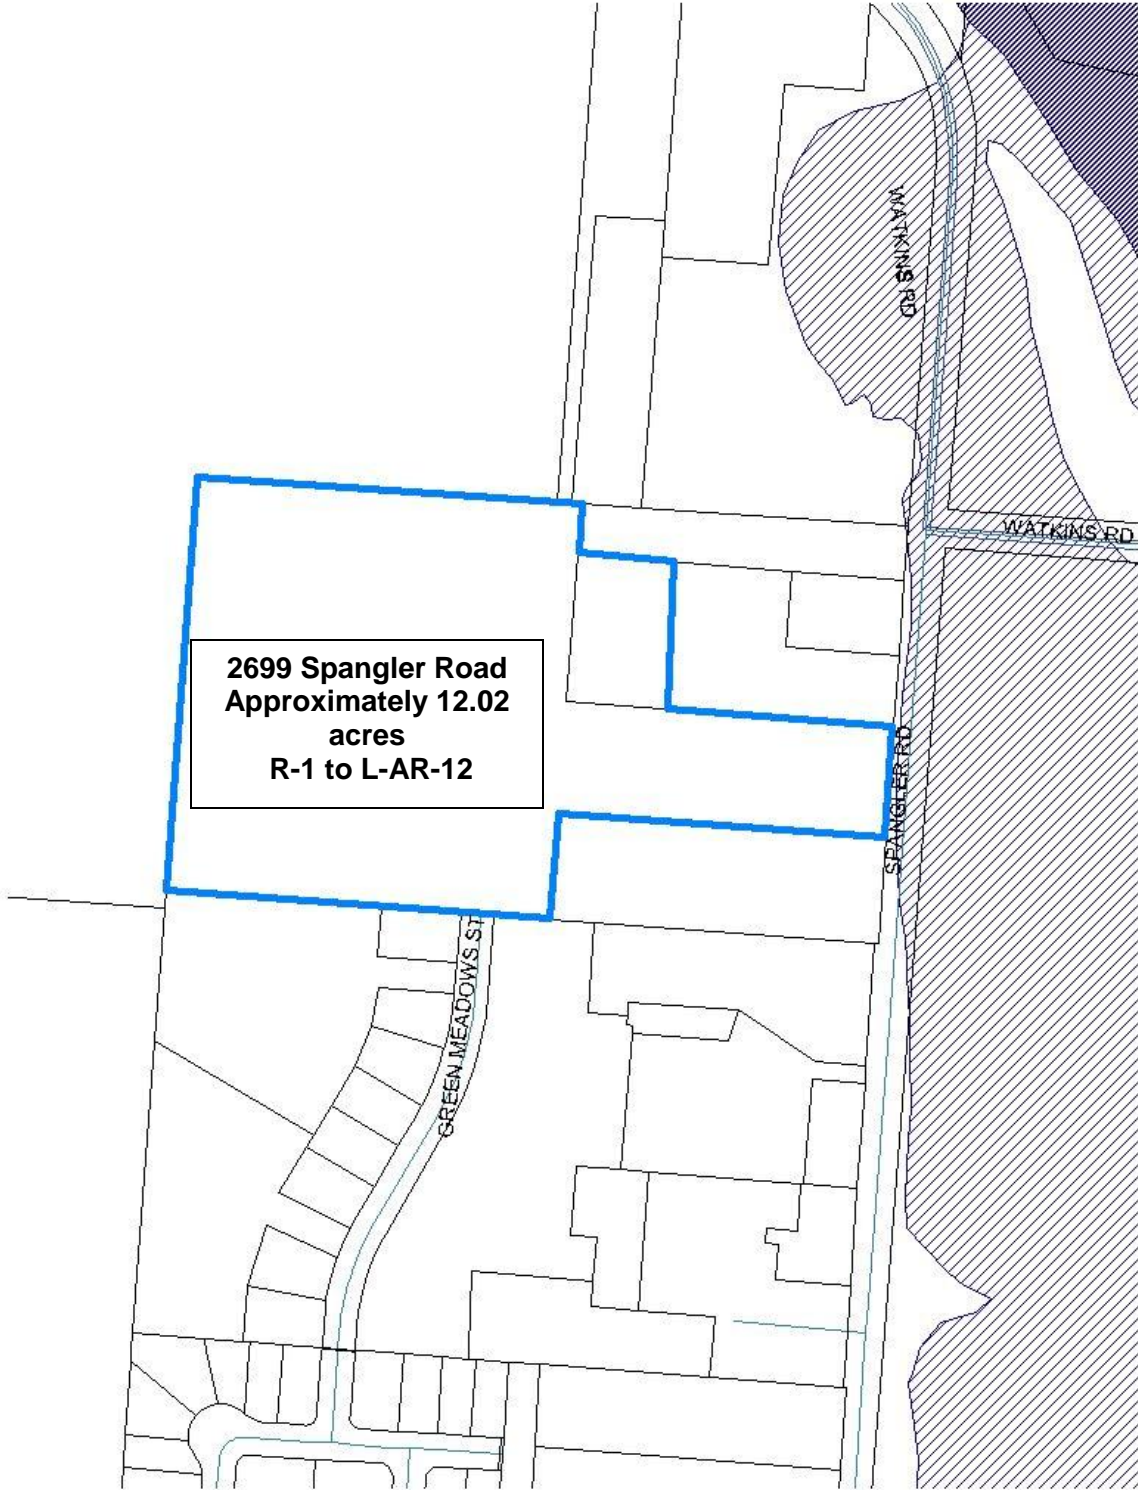 WATKINS RD
WATKINS RD
2699 Spangler Road
Approximately 12.02
acres
R-1 to L-AR-12
SPANGLER RD
GREEN MEADOWS ST